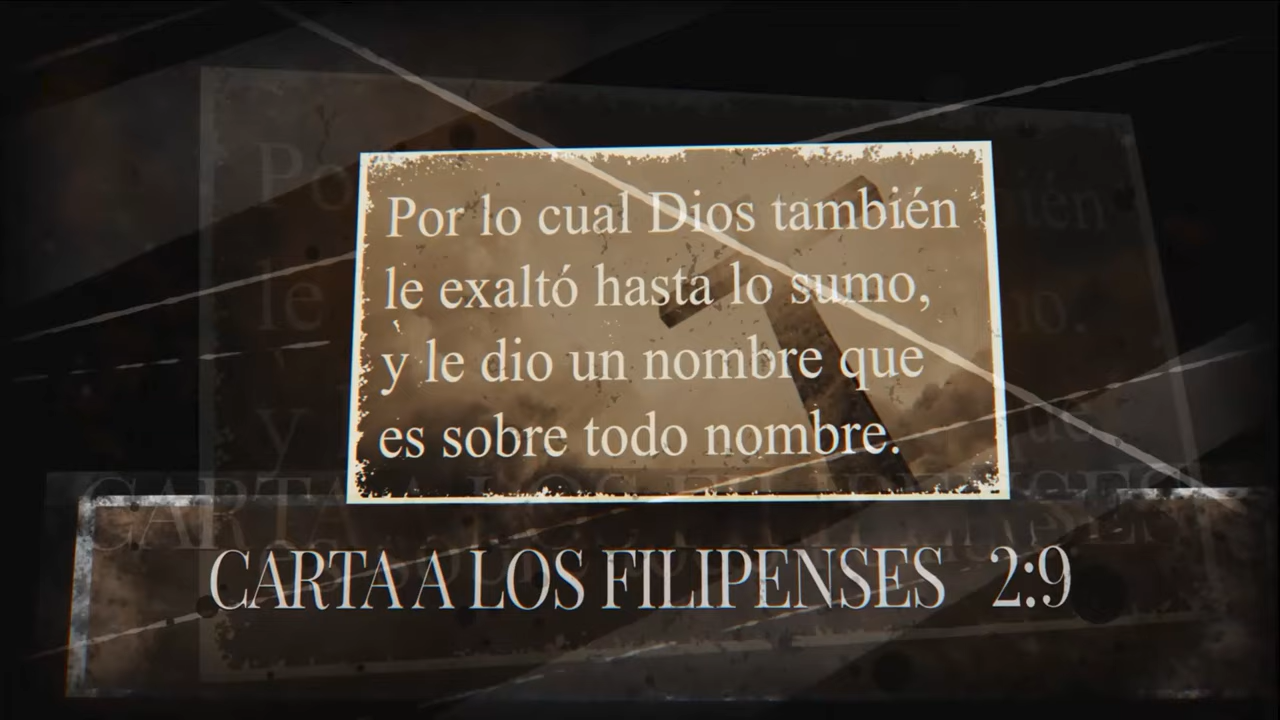 Por lo cual Dios también
le exaltó hasta lo sumo,
y le dio un nombre que
es sobre todo nombre.
CARTA A LOS FILIPENSES 2:9